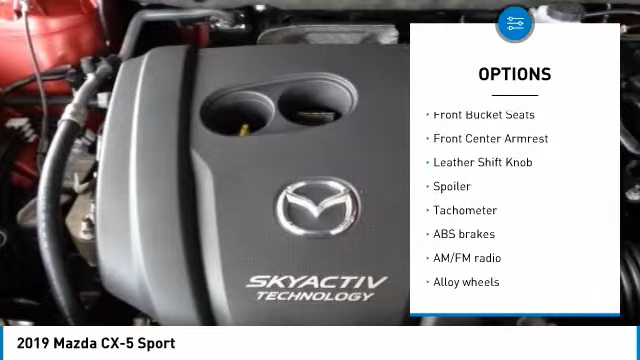 OPTIONS
Front Bucket Seats
Front Center Armrest
Leather Shift Knob
Spoiler
Tachometer
ABS brakes
AM/FM radio
Alloy wheels
SKYACTIV
TECHNOLOGY
2019 Mazda CX-5 Sport